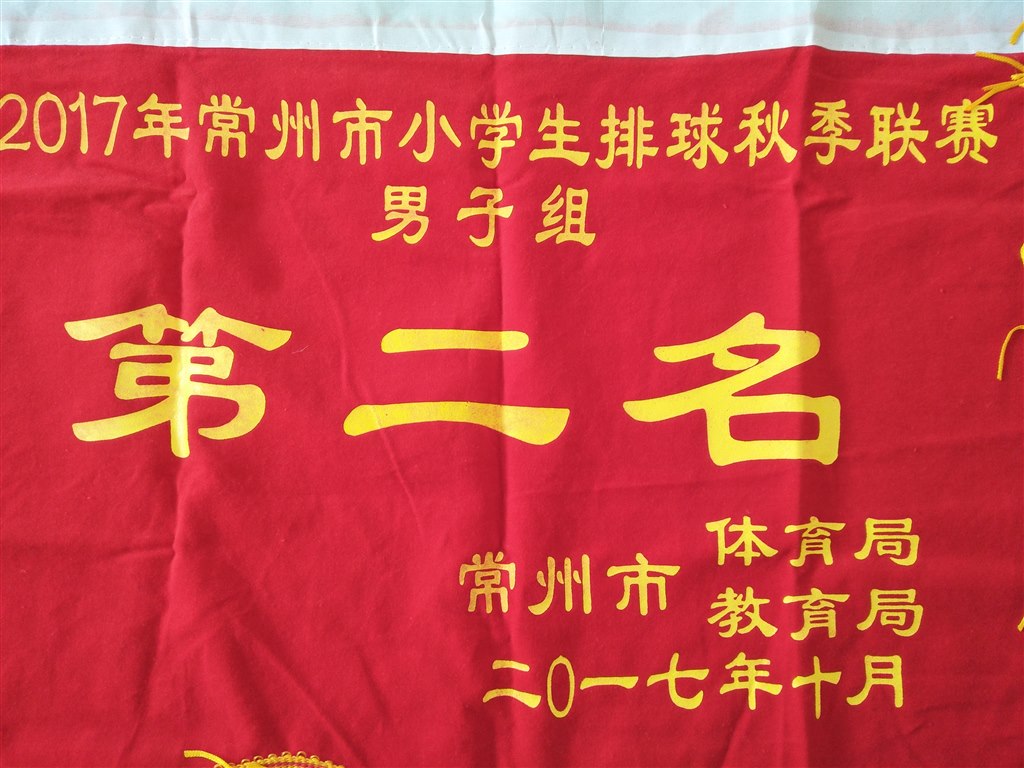 2017年常州市小学生排球秋季联赛
男子组
第二名
常州市 体育局
教育局
二〇一七年十月